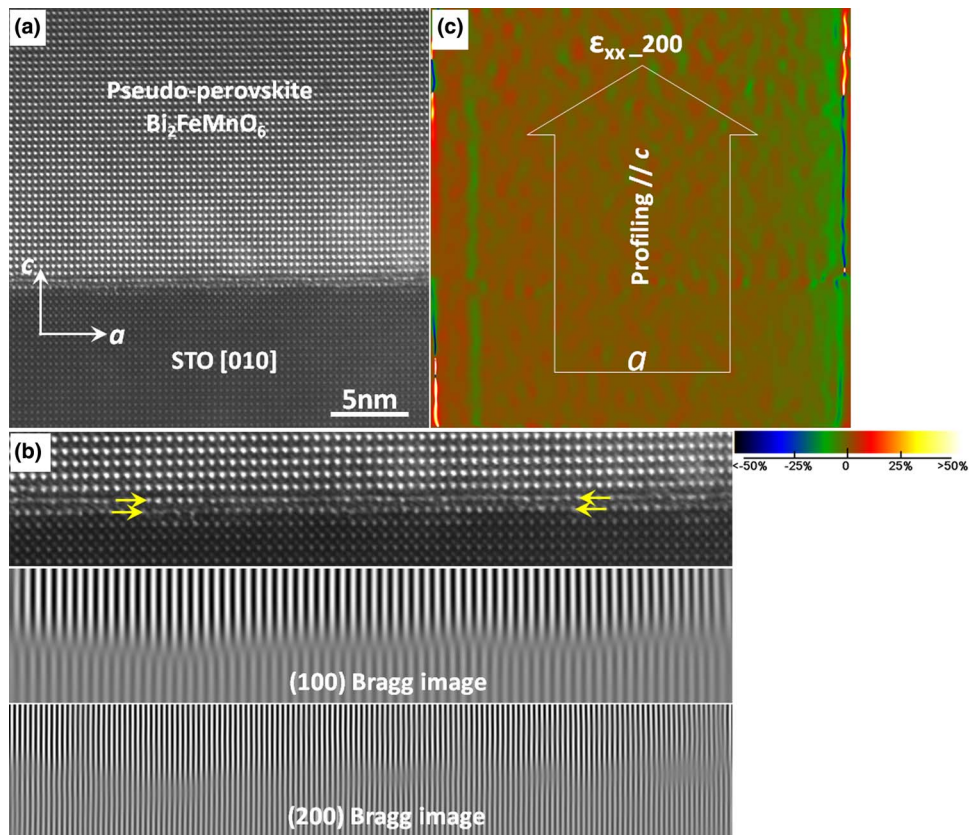 (a)
Pseudo-perovskite
Bi₂FeMnO₆
c
a
STO [010]
5nm
(c)
εₓₓ_200
Profiling // c
a
(b)
<-50% -25% 0 25% >50%
(100) Bragg image
(200) Bragg image